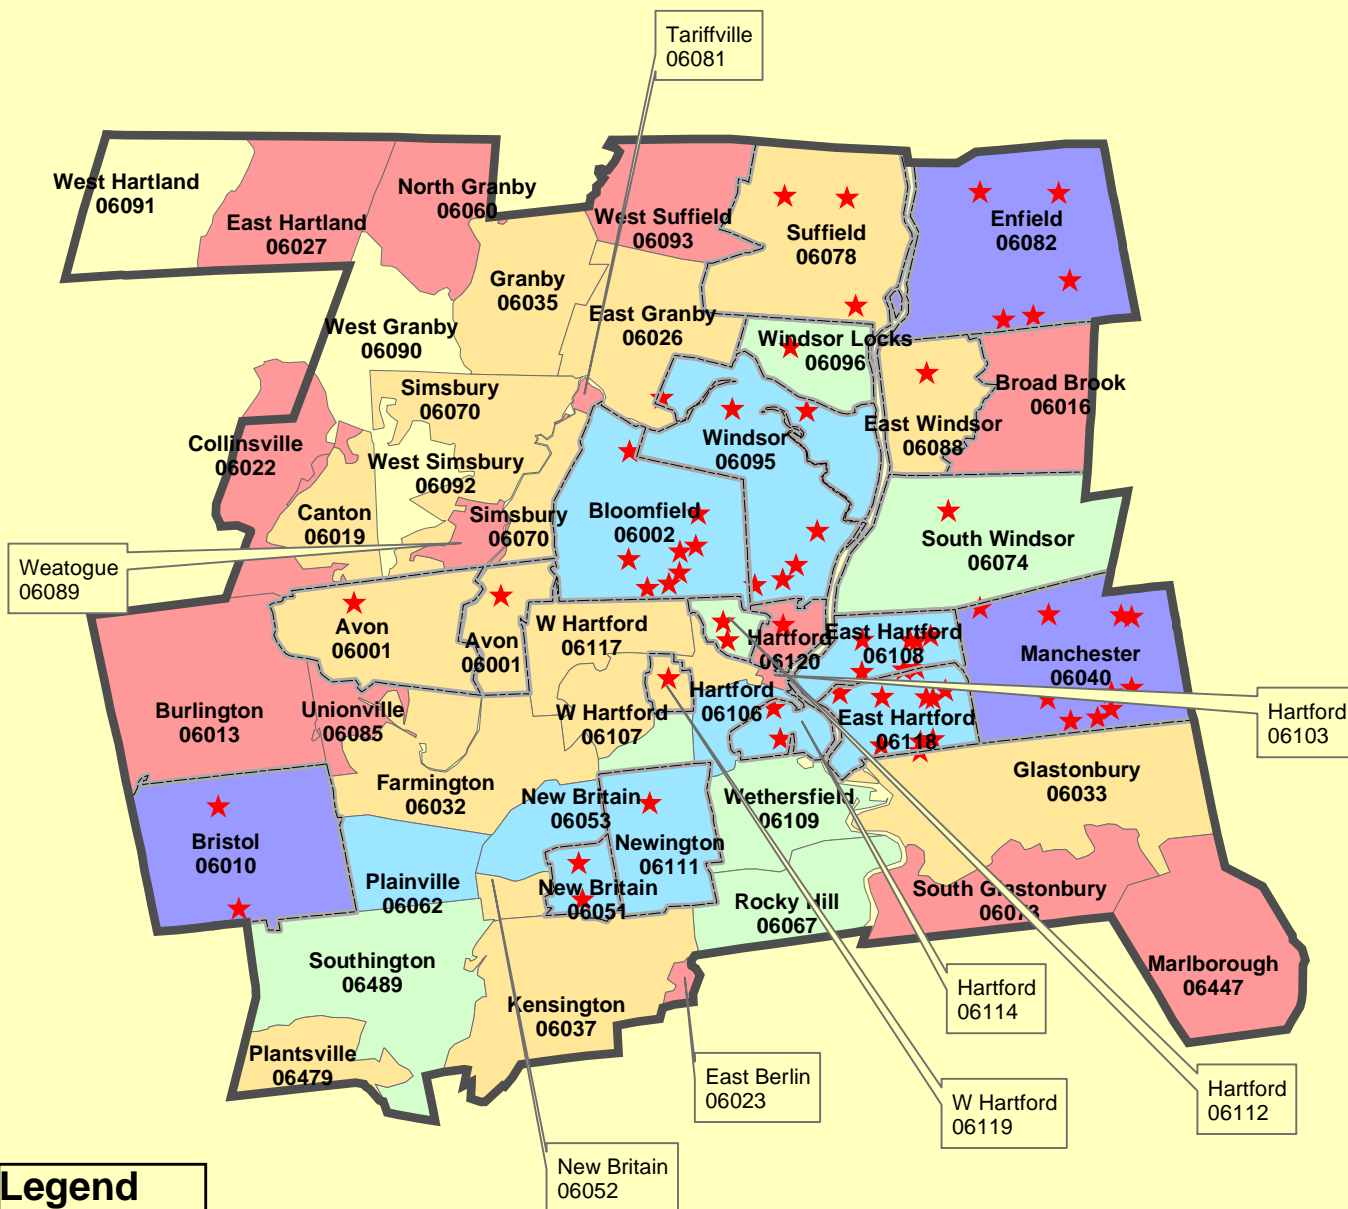 Tariffville
06081
West Hartland
06091
East Hartland
06027
North Granby
06060
West Suffield
06093
Suffield
06078
Enfield
06082
Granby
06035
East Granby
06026
West Granby
06090
Windsor Locks
06096
Broad Brook
06016
East Windsor
06088
Simsbury
06070
Collinsville
06022
West Simsbury
06092
Windsor
06095
Canton
06019
Simsbury
06070
Bloomfield
06002
South Windsor
06074
Weatogue
06089
Avon
06001
Avon
06001
W Hartford
06117
Hartford
06120
East Hartford
06108
Manchester
06040
Burlington
06013
Unionville
06085
W Hartford
06107
Hartford
06106
East Hartford
06118
Hartford
06103
Farmington
06032
New Britain
06053
Wethersfield
06109
Glastonbury
06033
Bristol
06010
Plainville
06062
New Britain
06051
Newington
06111
Rocky Hill
06067
South Glastonbury
06073
Southington
06489
Kensington
06037
Marlborough
06447
Plantsville
06479
Hartford
06114
East Berlin
06023
W Hartford
06119
Hartford
06112
New Britain
06052
Legend